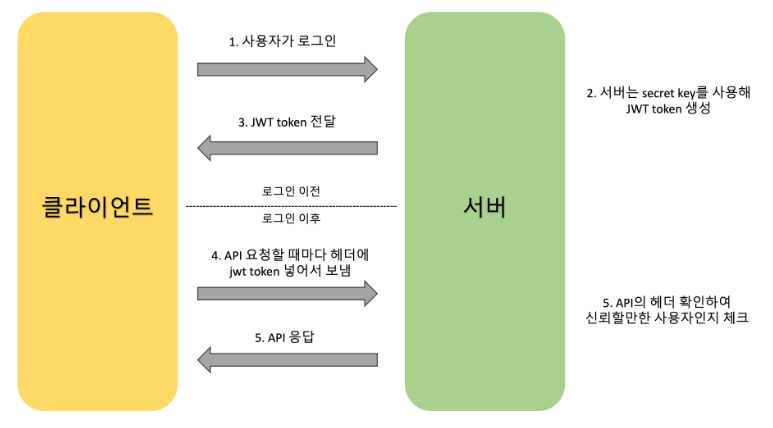 1. 사용자가 로그인
2. 서버는 secret key를 사용해
JWT token 생성
3. JWT token 전달
클라이언트
로그인 이전
로그인 이후
서버
4. API 요청할 때마다 헤더에
jwt token 넣어서 보냄
5. API의 헤더 확인하여
신뢰할만한 사용자인지 체크
5. API 응답